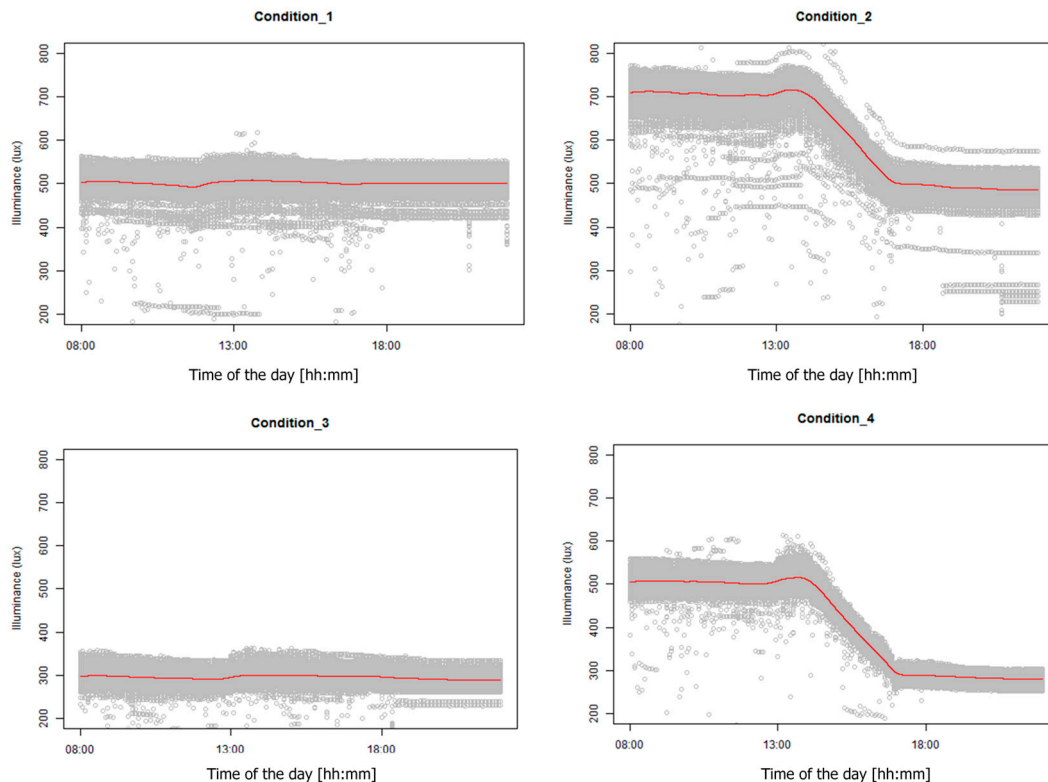 Condition_1
800
700
600
500
400
300
200
Illuminance (lux)
08:00 13:00 18:00
Time of the day [hh:mm]
Condition_2
800
700
600
500
400
300
200
Illuminance (lux)
08:00 13:00 18:00
Time of the day [hh:mm]
Condition_3
800
700
600
500
400
300
200
Illuminance (lux)
08:00 13:00 18:00
Time of the day [hh:mm]
Condition_4
800
700
600
500
400
300
200
Illuminance (lux)
08:00 13:00 18:00
Time of the day [hh:mm]